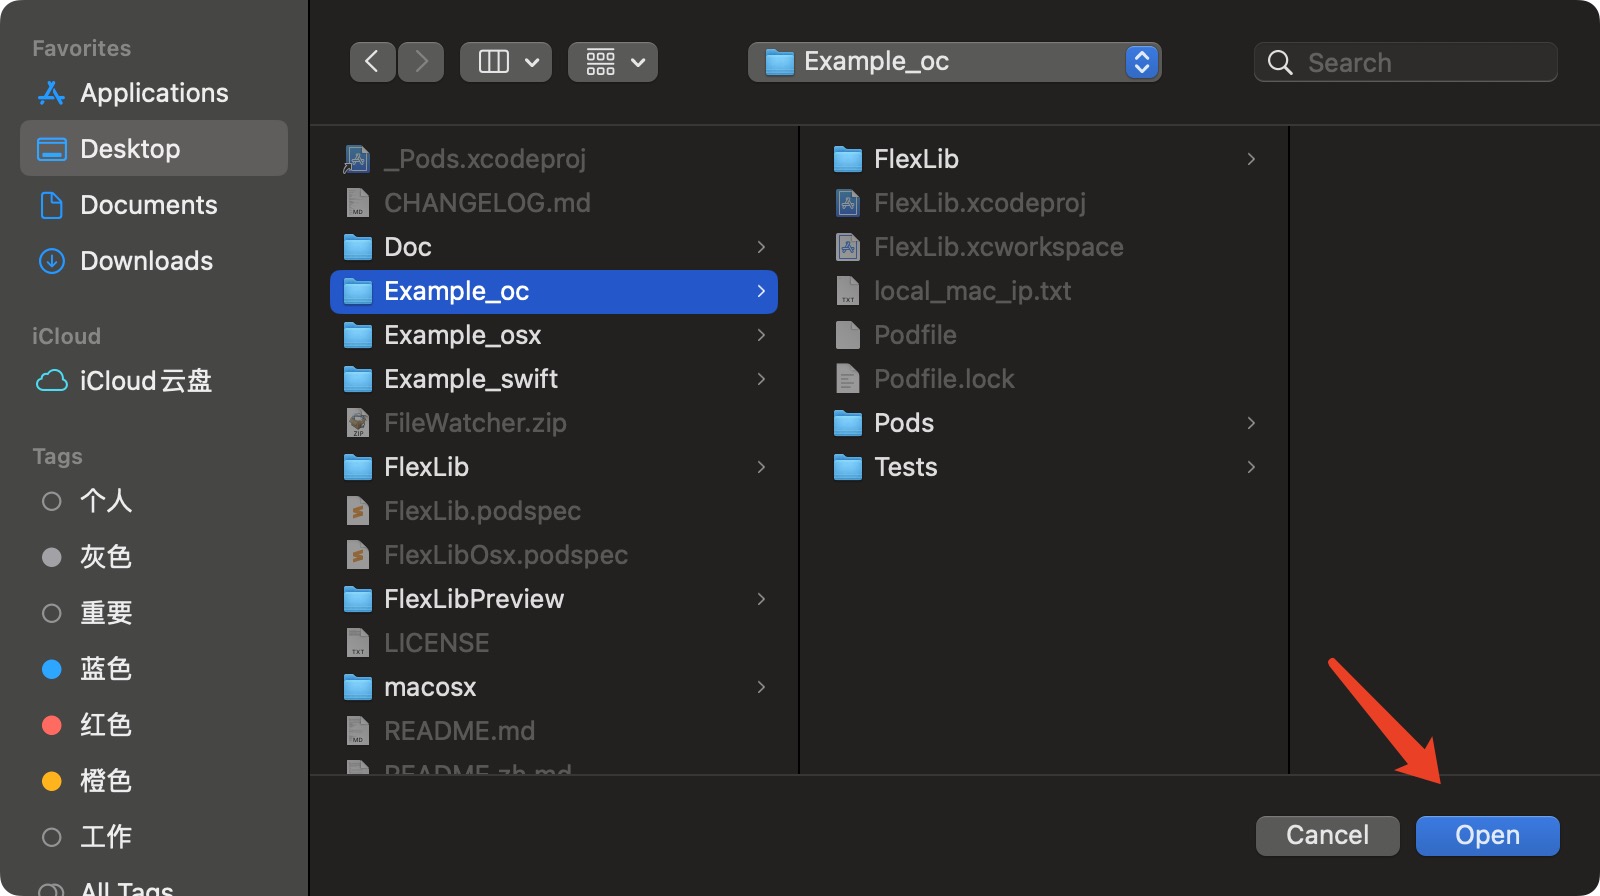 Favorites
Applications
Desktop
Documents
Downloads
iCloud
iCloud云盘
Tags
个人
灰色
重要
蓝色
红色
橙色
工作
All Tags
Example_oc
Search
_Pods.xcodeproj
CHANGELOG.md
Doc
Example_oc
Example_osx
Example_swift
FileWatcher.zip
FlexLib
FlexLib.podspec
FlexLibOsx.podspec
FlexLibPreview
LICENSE
macosx
README.md
README.zh.md
FlexLib
FlexLib.xcodeproj
FlexLib.xcworkspace
local_mac_ip.txt
Podfile
Podfile.lock
Pods
Tests
Cancel
Open